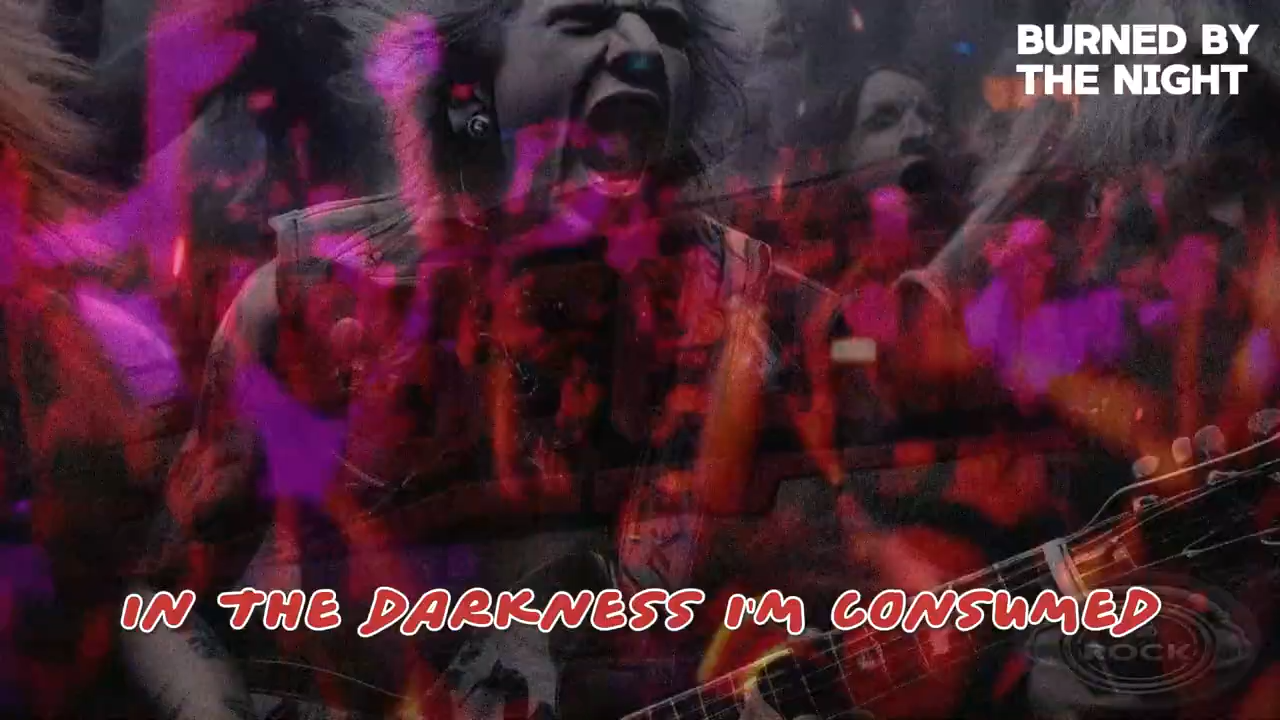 BURNED BY
THE NIGHT
IN THE DARKNESS I'M CONSUMED
ROCK